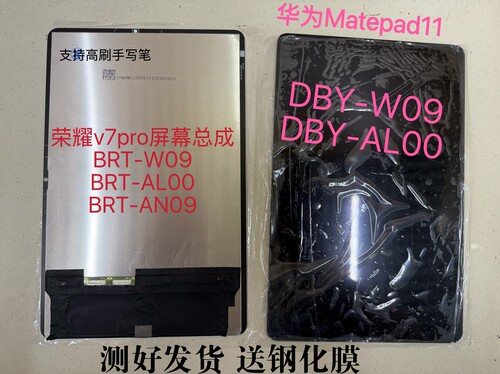 华为Matepad11
支持高刷手写笔
荣耀v7pro屏幕总成
BRT-W09
BRT-AL00
BRT-AN09
DBY-W09
DBY-AL00
测好发货 送钢化膜